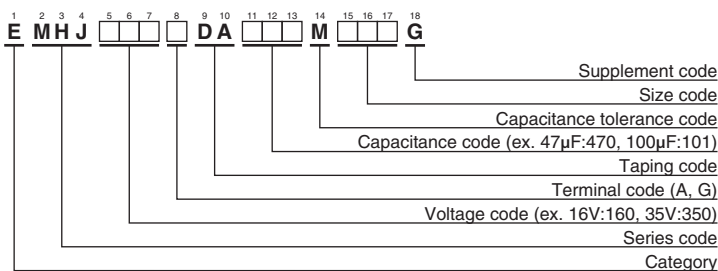 1 2 3 4 5 6 7 8 9 10 11 12 13 14 15 16 17 18
E M H J □□□ □ D A □□□ M □□□ G
Supplement code
Size code
Capacitance tolerance code
Capacitance code (ex. 47μF:470, 100μF:101)
Taping code
Terminal code (A, G)
Voltage code (ex. 16V:160, 35V:350)
Series code
Category